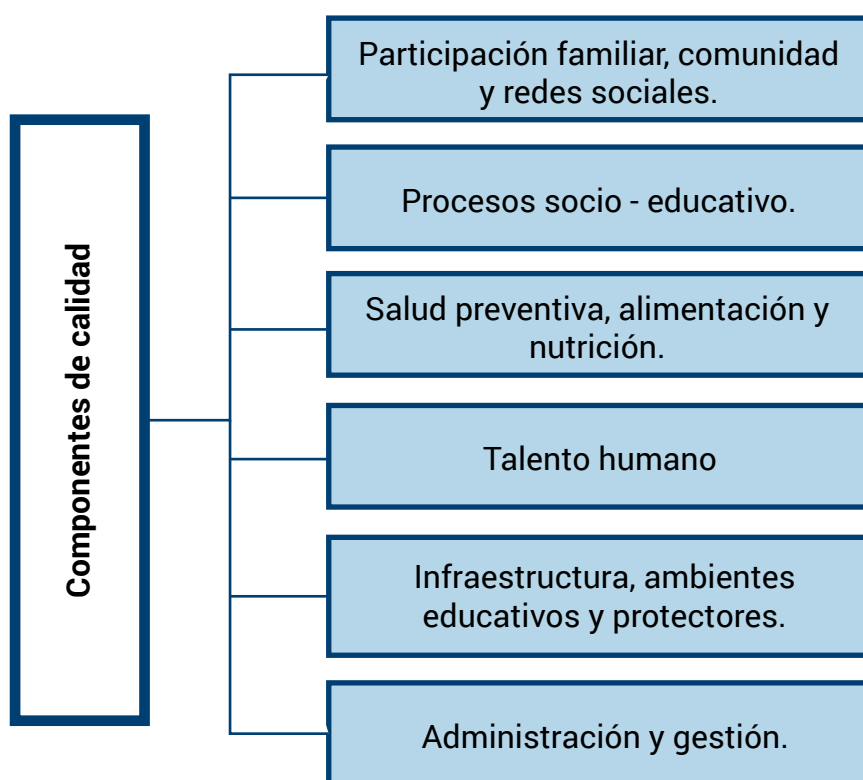 Componentes de calidad
Participación familiar, comunidad
y redes sociales.
Procesos socio - educativo.
Salud preventiva, alimentación y
nutrición.
Talento humano
Infraestructura, ambientes
educativos y protectores.
Administración y gestión.